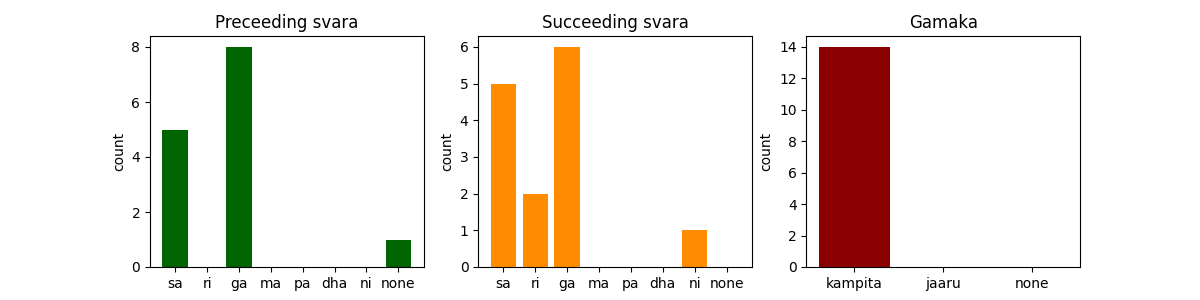 Preceeding svara
count
8
6
4
2
0
sa ri ga ma pa dha ni none
Succeeding svara
count
6
5
4
3
2
1
0
sa ri ga ma pa dha ni none
Gamaka
count
14
12
10
8
6
4
2
0
kampita jaaru none